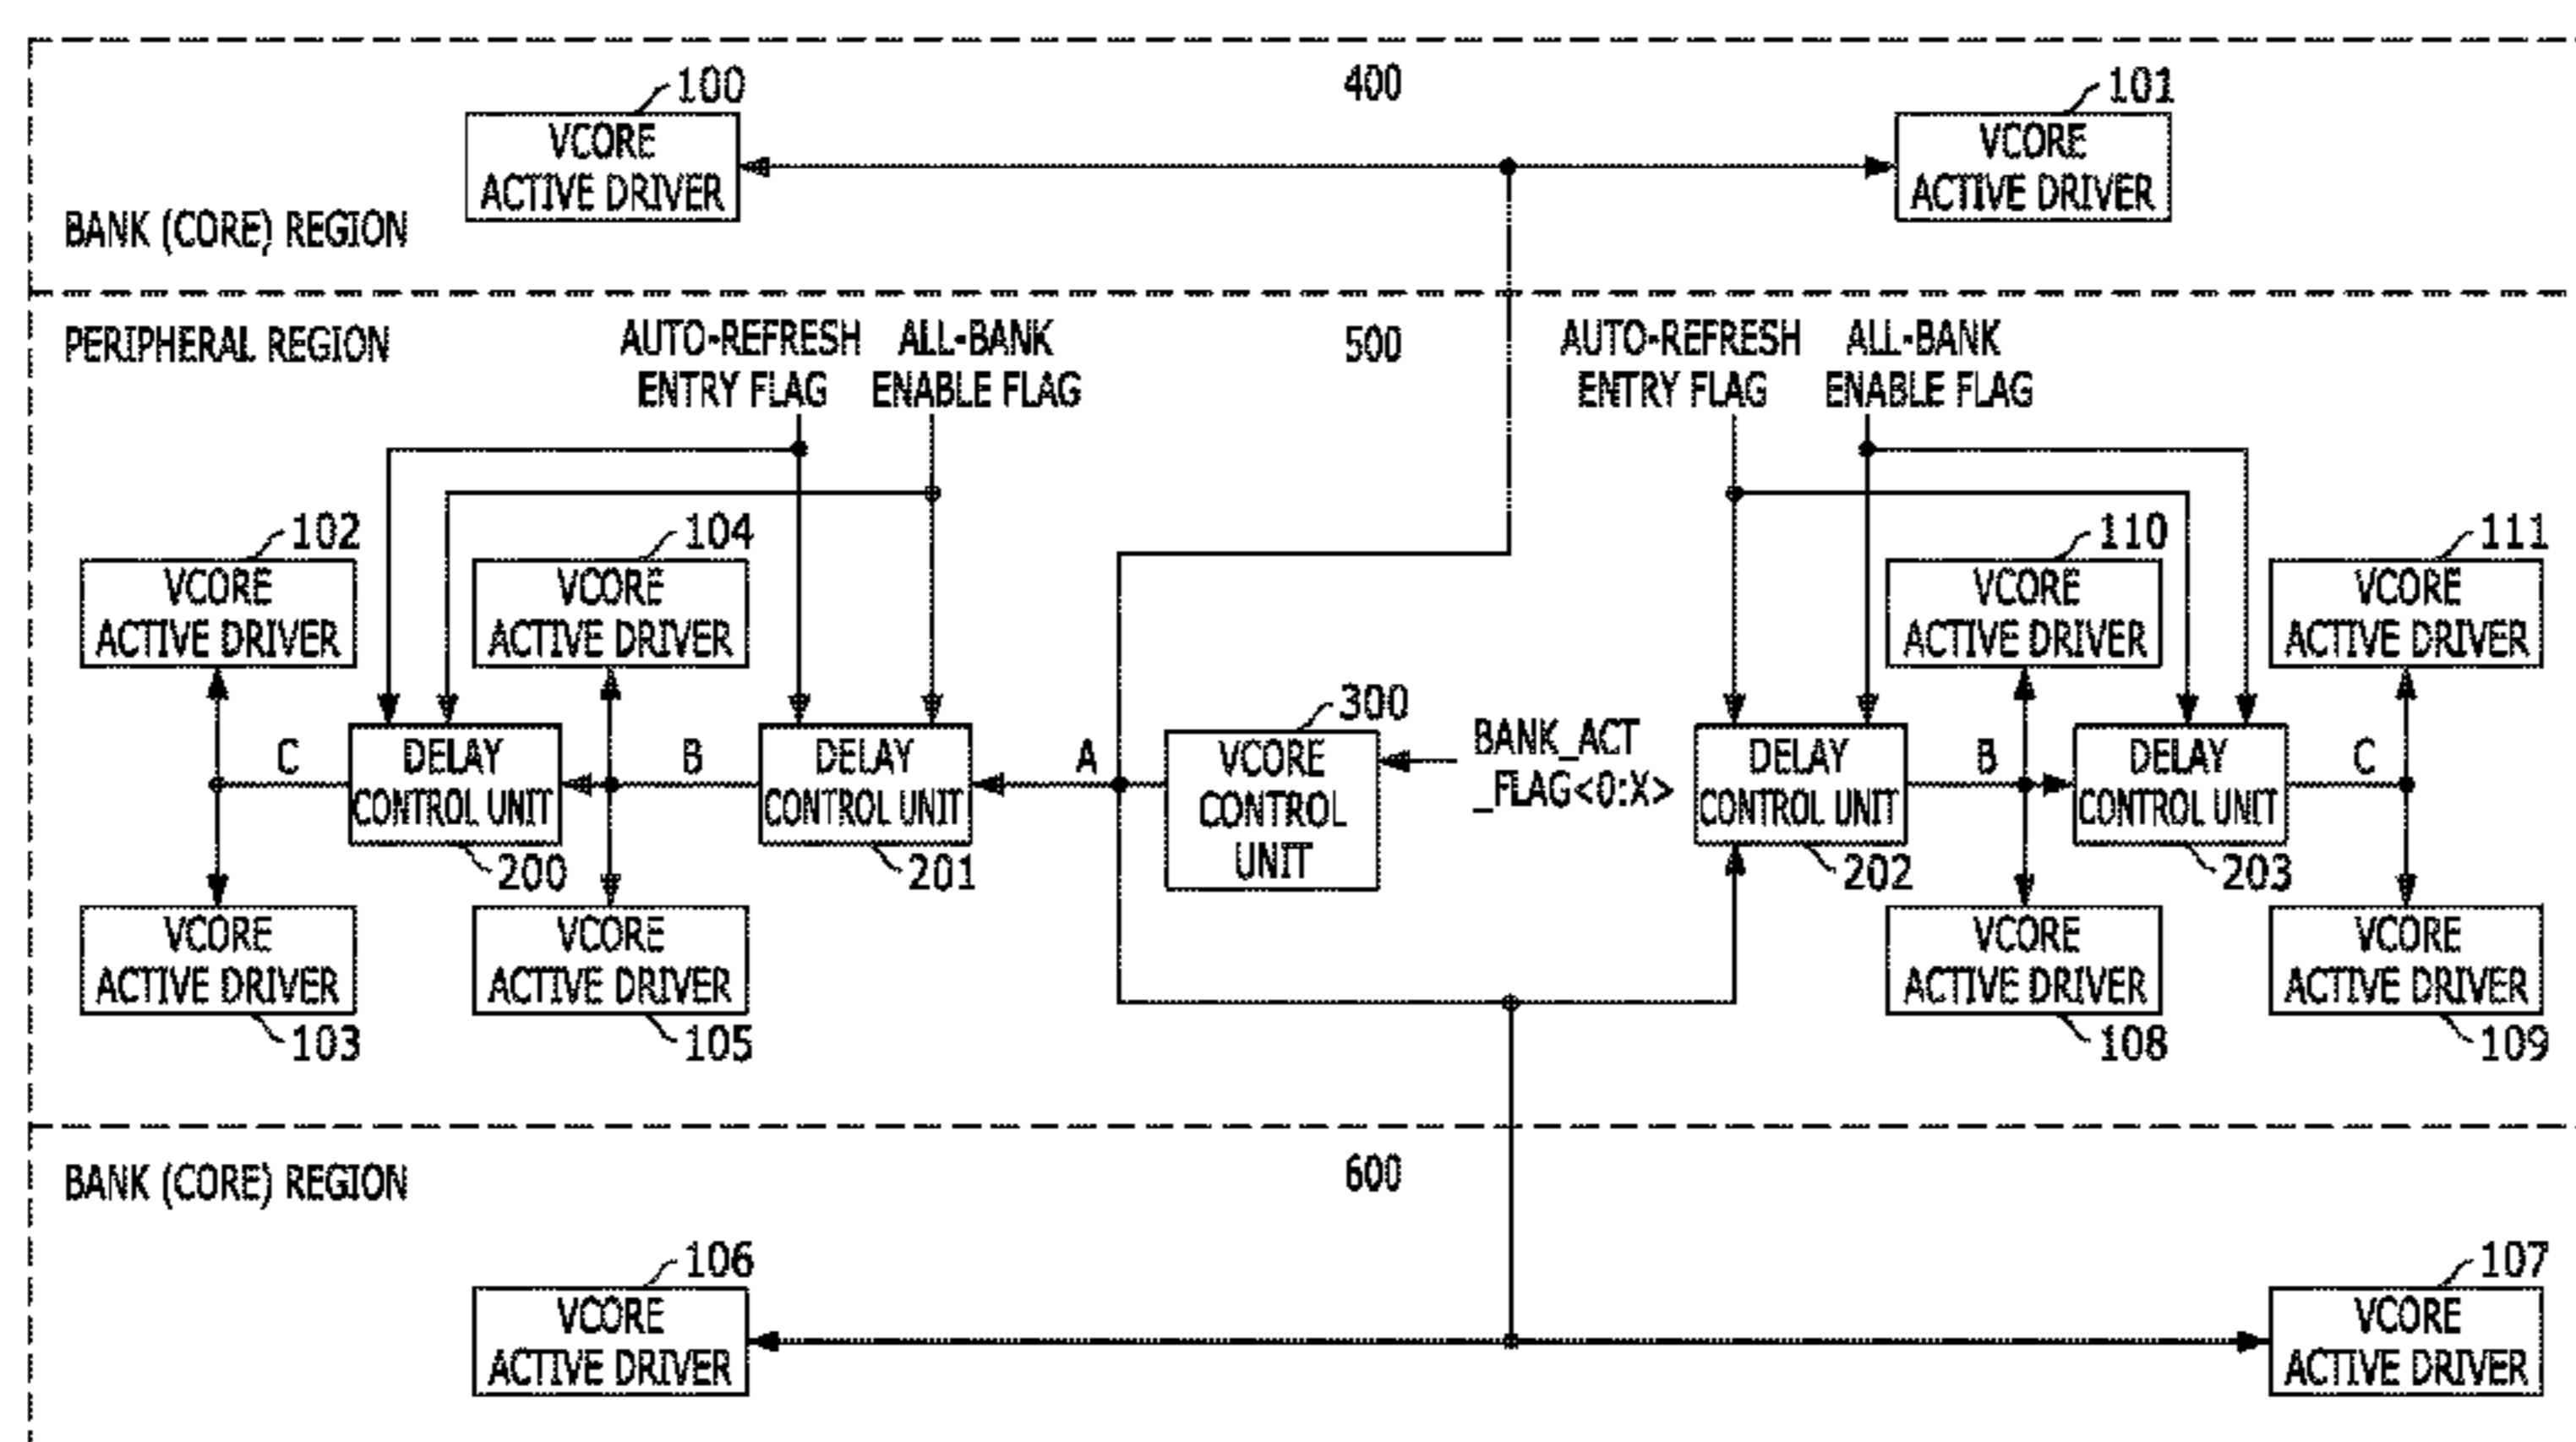 100
400
101
VCORE
ACTIVE DRIVER
VCORE
ACTIVE DRIVER
BANK (CORE) REGION
PERIPHERAL REGION
AUTO-REFRESH
ENTRY FLAG
ALL-BANK
ENABLE FLAG
500
AUTO-REFRESH
ENTRY FLAG
ALL-BANK
ENABLE FLAG
102
VCORE
ACTIVE DRIVER
104
VCORE
ACTIVE DRIVER
110
VCORE
ACTIVE DRIVER
111
VCORE
ACTIVE DRIVER
C
DELAY
CONTROL UNIT
200
B
DELAY
CONTROL UNIT
201
A
300
VCORE
CONTROL
UNIT
BANK_ACT
_FLAG<0:X>
DELAY
CONTROL UNIT
202
B
DELAY
CONTROL UNIT
203
C
VCORE
ACTIVE DRIVER
103
VCORE
ACTIVE DRIVER
105
VCORE
ACTIVE DRIVER
108
VCORE
ACTIVE DRIVER
109
BANK (CORE) REGION
600
106
VCORE
ACTIVE DRIVER
107
VCORE
ACTIVE DRIVER